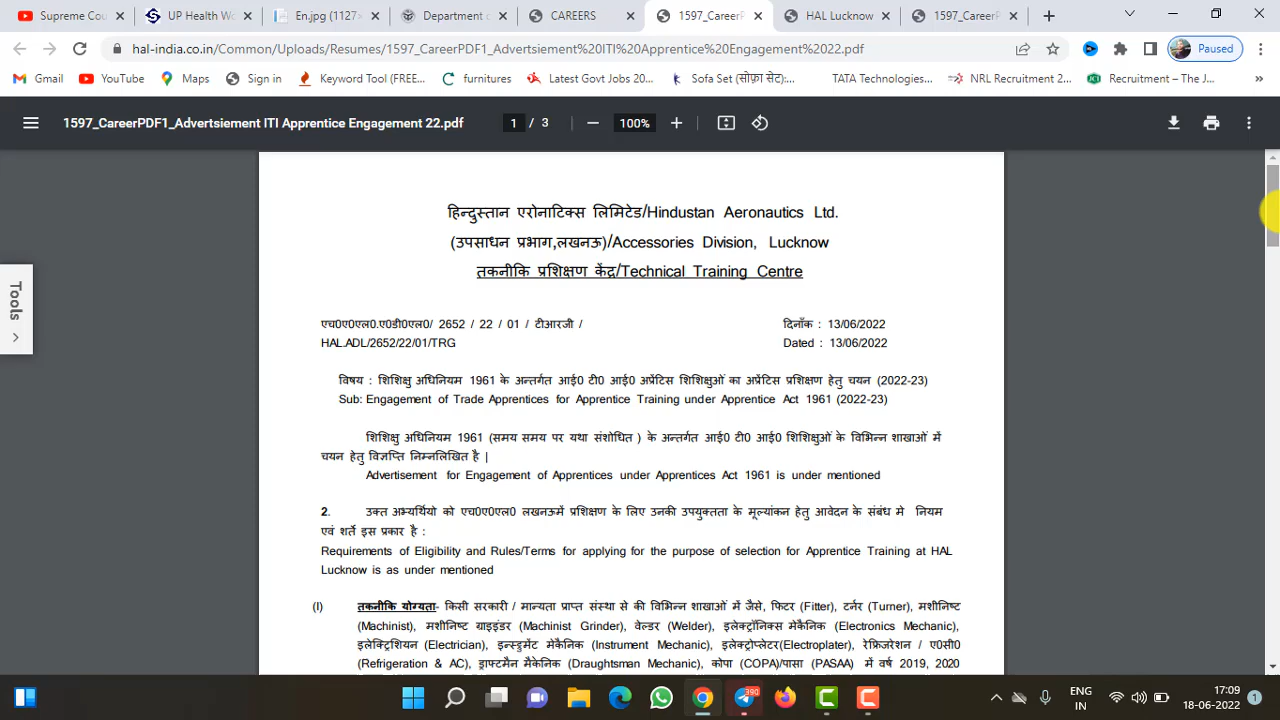 Supreme Cou
UP Health Wo
En.jpg (1127×
Department o
CAREERS
1597_CareerP
HAL Lucknow
1597_CareerP
hal-india.co.in/Common/Uploads/Resumes/1597_CareerPDF1_Advertsiement%20ITI%20Apprentice%20Engagement%2022.pdf
Paused
Gmail
YouTube
Maps
Sign in
Keyword Tool (FREE...
furnitures
Latest Govt Jobs 20...
Sofa Set (सोफ़ा सेट):...
TATA Technologies...
NRL Recruitment 2...
Recruitment – The J...
1597_CareerPDF1_Advertsiement ITI Apprentice Engagement 22.pdf
1 / 3
100%
Tools
हिन्दुस्तान एरोनाटिक्स लिमिटेड/Hindustan Aeronautics Ltd.
(उपसाधन प्रभाग,लखनऊ)/Accessories Division, Lucknow
तकनीकि प्रशिक्षण केंद्र/Technical Training Centre
एच0ए0एल0.ए0डी0एल0/ 2652 / 22 / 01 / टीआरजी /
दिनाँक : 13/06/2022
HAL.ADL/2652/22/01/TRG
Dated : 13/06/2022
विषय : शिशिक्षु अधिनियम 1961 के अन्तर्गत आई0 टी0 आई0 अप्रेंटिस शिशिक्षुओं का अप्रेंटिस प्रशिक्षण हेतु चयन (2022-23)
Sub: Engagement of Trade Apprentices for Apprentice Training under Apprentice Act 1961 (2022-23)
शिशिक्षु अधिनियम 1961 (समय समय पर यथा संशोधित ) के अन्तर्गत आई0 टी0 आई0 शिशिक्षुओं के विभिन्न शाखाओं में
चयन हेतु विज्ञप्ति निम्नलिखित है |
Advertisement for Engagement of Apprentices under Apprentices Act 1961 is under mentioned
2. उक्त अभ्यर्थियो को एच0ए0एल0 लखनऊमें प्रशिक्षण के लिए उनकी उपयुक्तता के मूल्यांकन हेतु आवेदन के संबंध मे नियम
एवं शर्ते इस प्रकार है :
Requirements of Eligibility and Rules/Terms for applying for the purpose of selection for Apprentice Training at HAL
Lucknow is as under mentioned
(I) तकनीकि योग्यता- किसी सरकारी / मान्यता प्राप्त संस्था से की विभिन्न शाखाओं में जैसे, फिटर (Fitter), टर्नर (Turner), मशीनिष्ट
(Machinist), मशीनिष्ट ग्राइंडर (Machinist Grinder), वेल्डर (Welder), इलेक्ट्रॉनिक्स मेकैनिक (Electronics Mechanic),
इलेक्ट्रिशियन (Electrician), इन्स्ट्रुमेंट मेकैनिक (Instrument Mechanic), इलेक्ट्रोप्लेटर(Electroplater), रेफ्रिजरेशन / ए0सी0
(Refrigeration & AC), ड्राफ्टमैन मैकेनिक (Draughtsman Mechanic), कोपा (COPA)/पासा (PASAA) में वर्ष 2019, 2020
390
ENG
IN
17:09
18-06-2022